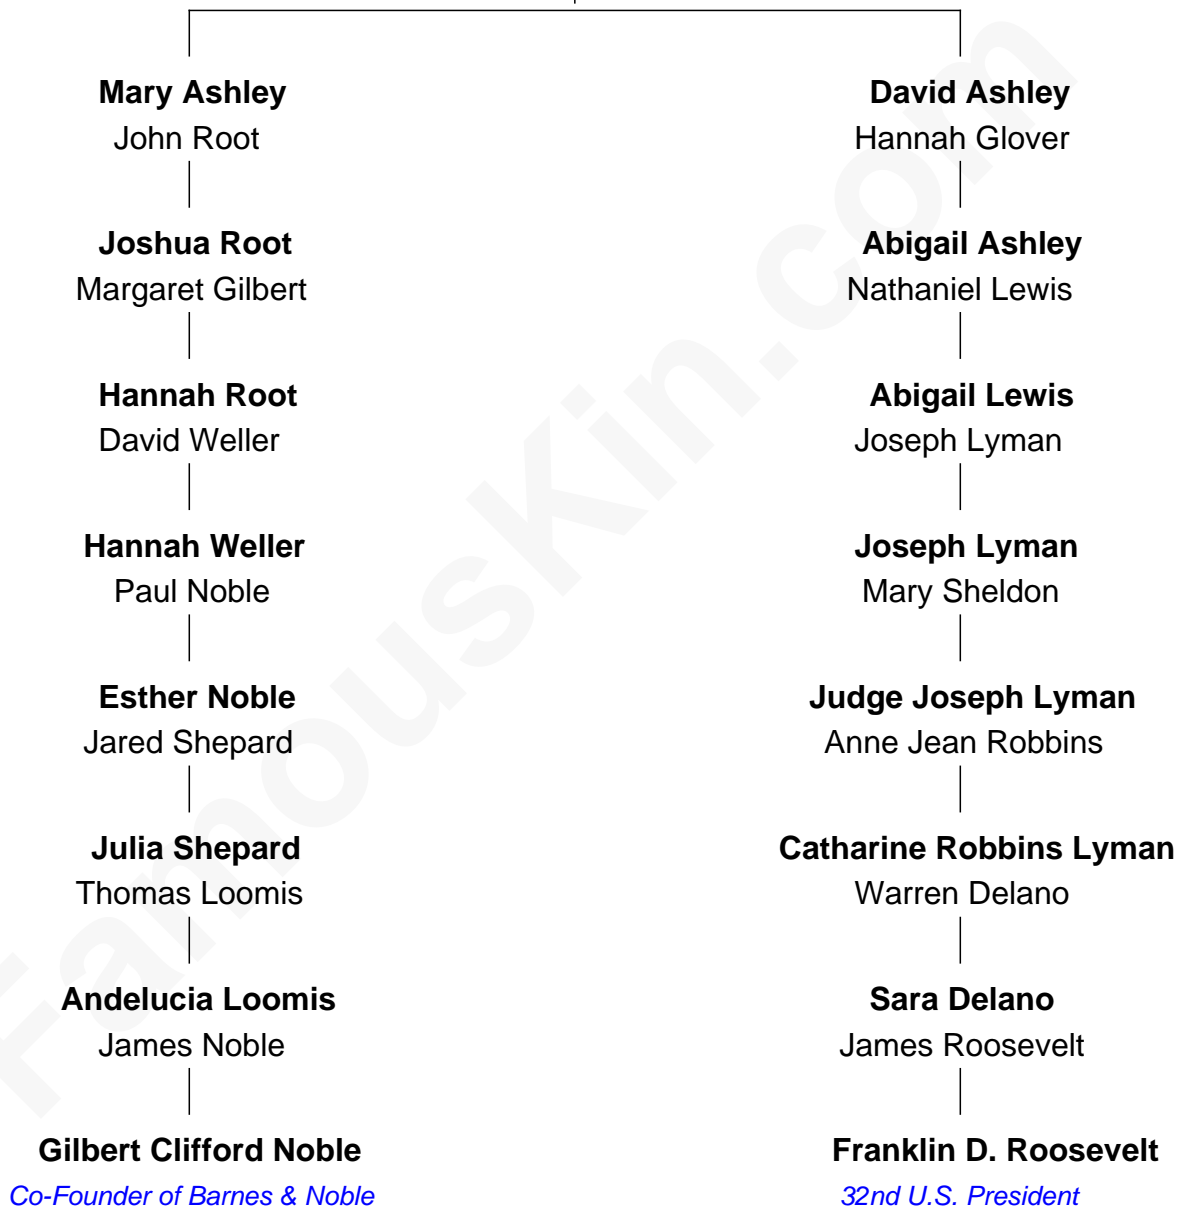 Mary Ashley
John Root
Joshua Root
Margaret Gilbert
Hannah Root
David Weller
Hannah Weller
Paul Noble
Esther Noble
Jared Shepard
Julia Shepard
Thomas Loomis
Andelucia Loomis
James Noble
Gilbert Clifford Noble
Co-Founder of Barnes & Noble
David Ashley
Hannah Glover
Abigail Ashley
Nathaniel Lewis
Abigail Lewis
Joseph Lyman
Joseph Lyman
Mary Sheldon
Judge Joseph Lyman
Anne Jean Robbins
Catharine Robbins Lyman
Warren Delano
Sara Delano
James Roosevelt
Franklin D. Roosevelt
32nd U.S. President
FamousKin.com